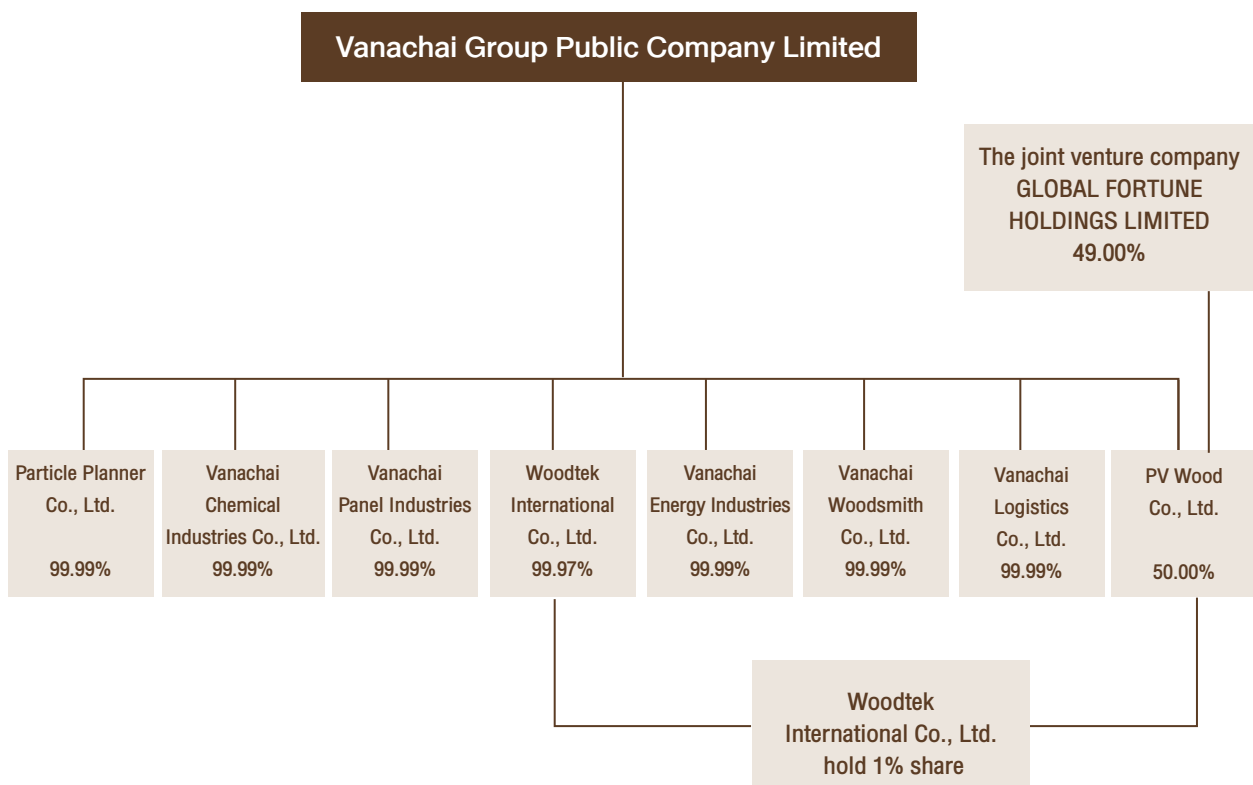 Vanachai Group Public Company Limited
The joint venture company
GLOBAL FORTUNE
HOLDINGS LIMITED
49.00%
Particle Planner
Co., Ltd.
99.99%
Vanachai
Chemical
Industries Co., Ltd.
99.99%
Vanachai
Panel Industries
Co., Ltd.
99.99%
Woodtek
International
Co., Ltd.
99.97%
Vanachai
Energy Industries
Co., Ltd.
99.99%
Vanachai
Woodsmith
Co., Ltd.
99.99%
Vanachai
Logistics
Co., Ltd.
99.99%
PV Wood
Co., Ltd.
50.00%
Woodtek
International Co., Ltd.
hold 1% share